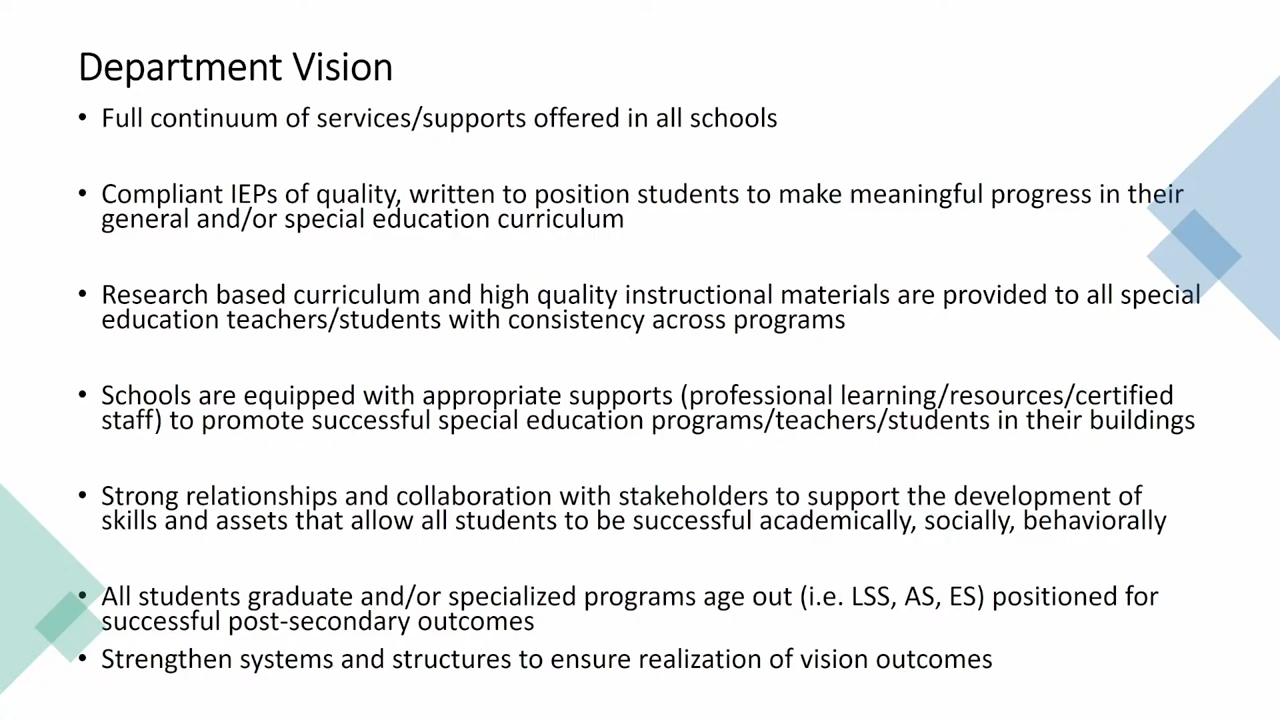 Department Vision
• Full continuum of services/supports offered in all schools
• Compliant IEPs of quality, written to position students to make meaningful progress in their
general and/or special education curriculum
• Research based curriculum and high quality instructional materials are provided to all special
education teachers/students with consistency across programs
• Schools are equipped with appropriate supports (professional learning/resources/certified
staff) to promote successful special education programs/teachers/students in their buildings
• Strong relationships and collaboration with stakeholders to support the development of
skills and assets that allow all students to be successful academically, socially, behaviorally
• All students graduate and/or specialized programs age out (i.e. LSS, AS, ES) positioned for
successful post-secondary outcomes
• Strengthen systems and structures to ensure realization of vision outcomes